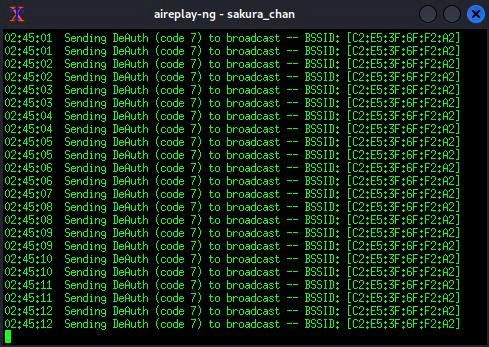 aireplay-ng - sakura_chan
02:45:01 Sending DeAuth (code 7) to broadcast -- BSSID: [C2:E5:3F:6F:F2:A2]
02:45:01 Sending DeAuth (code 7) to broadcast -- BSSID: [C2:E5:3F:6F:F2:A2]
02:45:02 Sending DeAuth (code 7) to broadcast -- BSSID: [C2:E5:3F:6F:F2:A2]
02:45:02 Sending DeAuth (code 7) to broadcast -- BSSID: [C2:E5:3F:6F:F2:A2]
02:45:03 Sending DeAuth (code 7) to broadcast -- BSSID: [C2:E5:3F:6F:F2:A2]
02:45:03 Sending DeAuth (code 7) to broadcast -- BSSID: [C2:E5:3F:6F:F2:A2]
02:45:04 Sending DeAuth (code 7) to broadcast -- BSSID: [C2:E5:3F:6F:F2:A2]
02:45:04 Sending DeAuth (code 7) to broadcast -- BSSID: [C2:E5:3F:6F:F2:A2]
02:45:05 Sending DeAuth (code 7) to broadcast -- BSSID: [C2:E5:3F:6F:F2:A2]
02:45:05 Sending DeAuth (code 7) to broadcast -- BSSID: [C2:E5:3F:6F:F2:A2]
02:45:06 Sending DeAuth (code 7) to broadcast -- BSSID: [C2:E5:3F:6F:F2:A2]
02:45:06 Sending DeAuth (code 7) to broadcast -- BSSID: [C2:E5:3F:6F:F2:A2]
02:45:07 Sending DeAuth (code 7) to broadcast -- BSSID: [C2:E5:3F:6F:F2:A2]
02:45:08 Sending DeAuth (code 7) to broadcast -- BSSID: [C2:E5:3F:6F:F2:A2]
02:45:08 Sending DeAuth (code 7) to broadcast -- BSSID: [C2:E5:3F:6F:F2:A2]
02:45:09 Sending DeAuth (code 7) to broadcast -- BSSID: [C2:E5:3F:6F:F2:A2]
02:45:09 Sending DeAuth (code 7) to broadcast -- BSSID: [C2:E5:3F:6F:F2:A2]
02:45:10 Sending DeAuth (code 7) to broadcast -- BSSID: [C2:E5:3F:6F:F2:A2]
02:45:10 Sending DeAuth (code 7) to broadcast -- BSSID: [C2:E5:3F:6F:F2:A2]
02:45:11 Sending DeAuth (code 7) to broadcast -- BSSID: [C2:E5:3F:6F:F2:A2]
02:45:11 Sending DeAuth (code 7) to broadcast -- BSSID: [C2:E5:3F:6F:F2:A2]
02:45:12 Sending DeAuth (code 7) to broadcast -- BSSID: [C2:E5:3F:6F:F2:A2]
02:45:12 Sending DeAuth (code 7) to broadcast -- BSSID: [C2:E5:3F:6F:F2:A2]